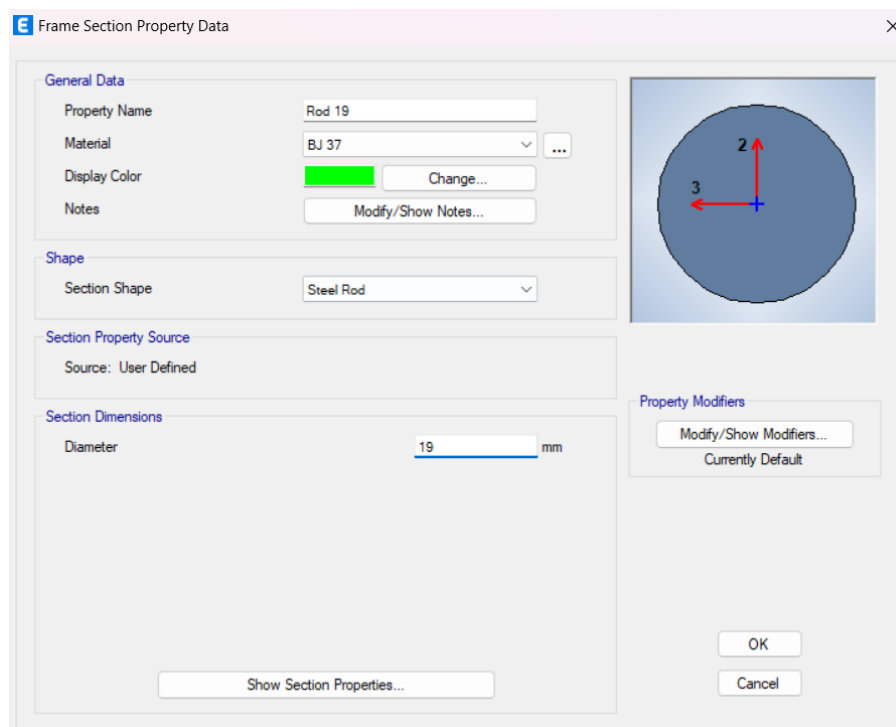 E Frame Section Property Data
General Data
Property Name Rod 19
Material BJ 37 ...
Display Color Change...
Notes Modify/Show Notes...
Shape
Section Shape Steel Rod
Section Property Source
Source: User Defined
Section Dimensions
Diameter 19 mm
Show Section Properties...
2
3
Property Modifiers
Modify/Show Modifiers...
Currently Default
OK
Cancel